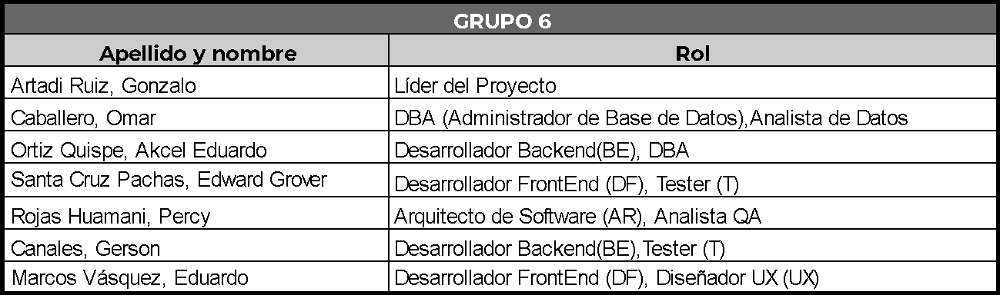 GRUPO 6
Apellido y nombre Rol
Artadi Ruiz, Gonzalo Líder del Proyecto
Caballero, Omar DBA (Administrador de Base de Datos),Analista de Datos
Ortiz Quispe, Akcel Eduardo Desarrollador Backend(BE), DBA
Santa Cruz Pachas, Edward Grover Desarrollador FrontEnd (DF), Tester (T)
Rojas Huamani, Percy Arquitecto de Software (AR), Analista QA
Canales, Gerson Desarrollador Backend(BE),Tester (T)
Marcos Vásquez, Eduardo Desarrollador FrontEnd (DF), Diseñador UX (UX)